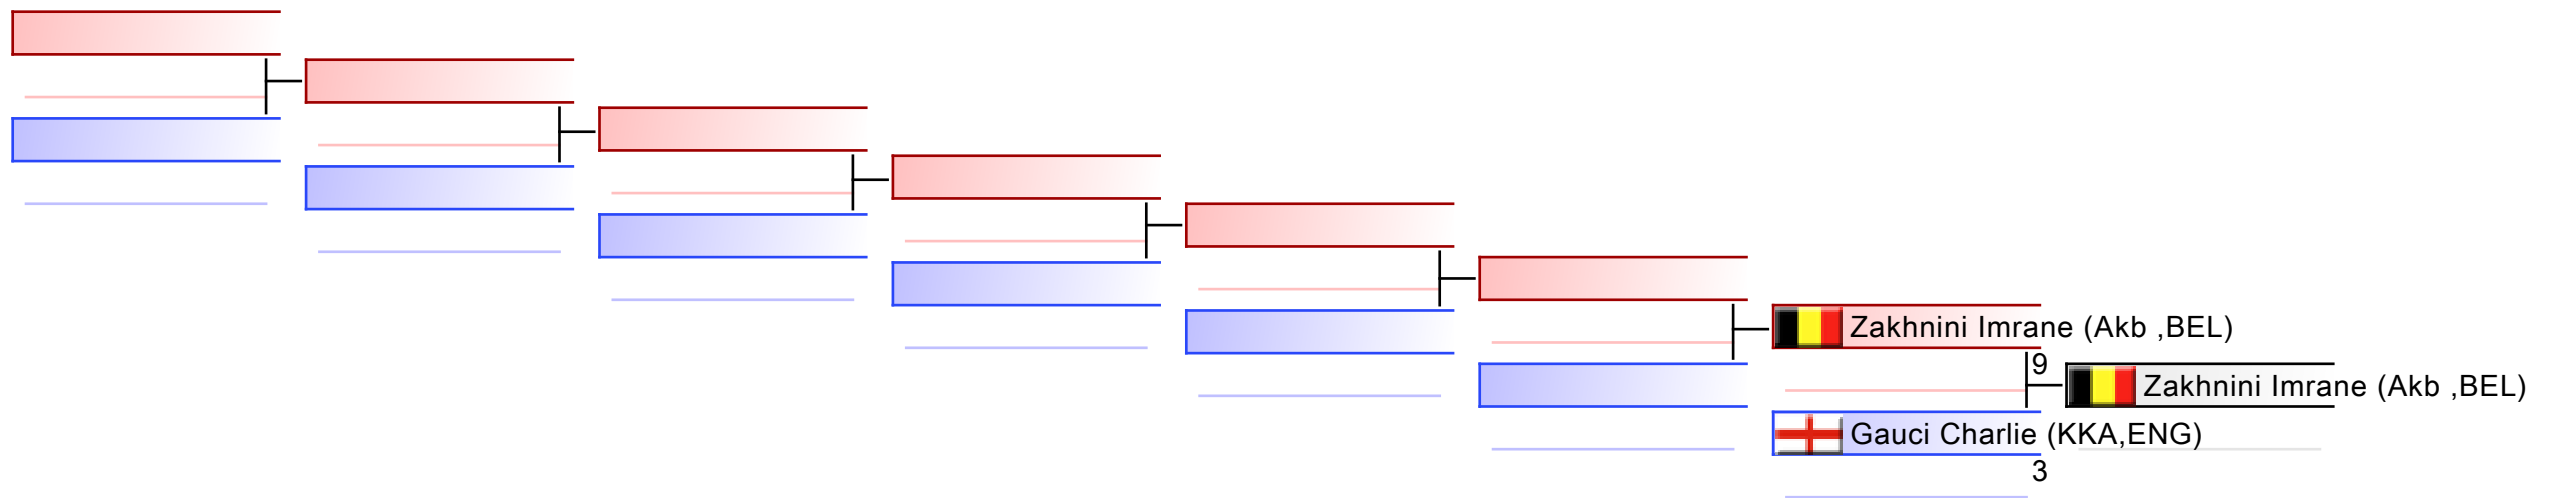 Zakhnini Imrane (Akb ,BEL)
9
Zakhnini Imrane (Akb ,BEL)
Gauci Charlie (KKA,ENG)
3